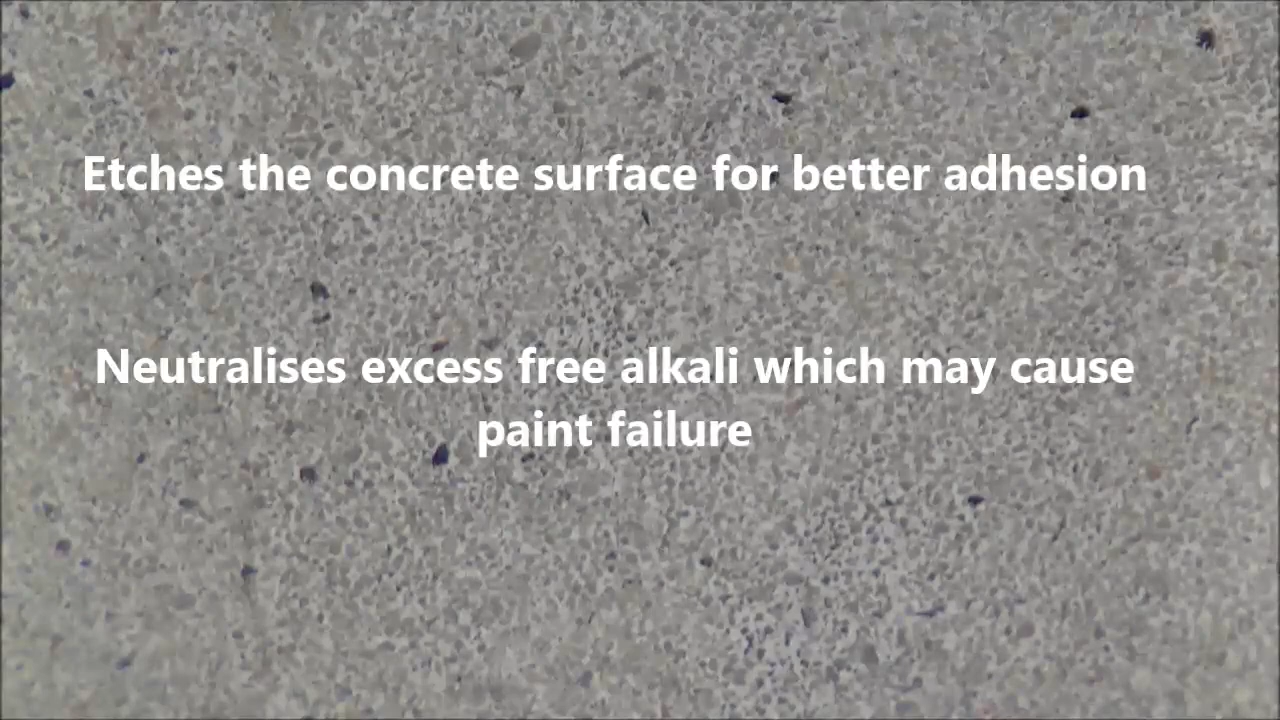 Etches the concrete surface for better adhesion
Neutralises excess free alkali which may cause
paint failure